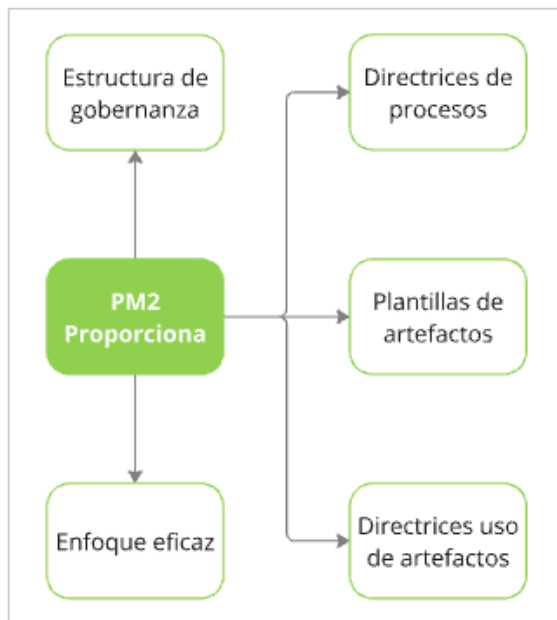 Estructura de
gobernanza
Directrices de
procesos
PM2
Proporciona
Plantillas de
artefactos
Enfoque eficaz
Directrices uso
de artefactos